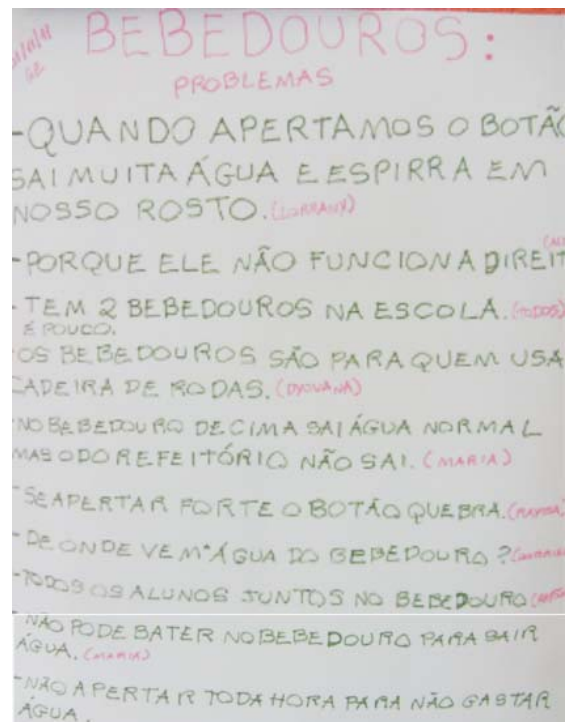 BEBEDOUROS:
PROBLEMAS
-QUANDO APERTAMOS O BOTÃO
SAI MUITA ÁGUA E ESPIRRA EM
NOSSO ROSTO. (LORRANY)
-PORQUE ELE NÃO FUNCIONA DIREIT
-TEM 2 BEBEDOUROS NA ESCOLA. (TODOS)
É POUCO.
OS BEBEDOUROS SÃO PARA QUEM USA
CADEIRA DE RODAS. (DYOVANA)
-NO BEBEDOURO DE CIMA SAI ÁGUA NORMAL
MAS O DO REFEITÓRIO NÃO SAI. (MARIA)
-SE APERTAR FORTE O BOTÃO QUEBRA.
-DE ONDE VEM A ÁGUA DO BEBEDOURO?
-TODOS OS ALUNOS JUNTOS NO BEBEDOURO
-NÃO PODE BATER NO BEBEDOURO PARA SAIR
ÁGUA. (MARIA)
-NÃO APERTAR TODA HORA PARA NÃO GASTAR
ÁGUA.